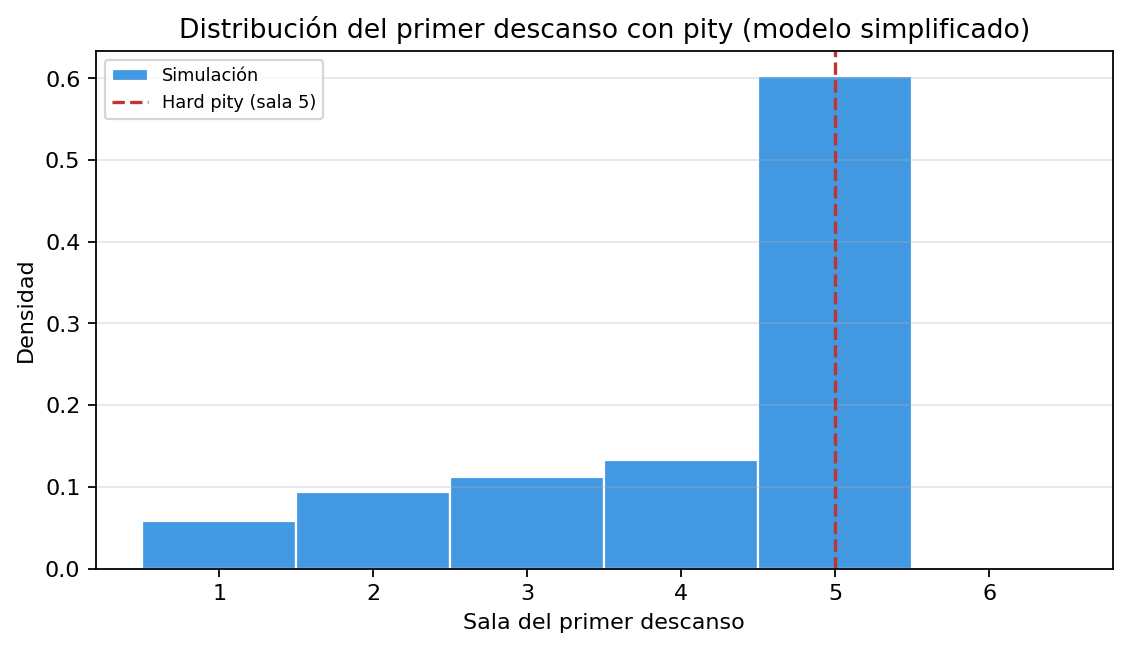 Distribución del primer descanso con pity (modelo simplificado)
Simulación
Hard pity (sala 5)
Densidad
0.6
0.5
0.4
0.3
0.2
0.1
0.0
1 2 3 4 5 6
Sala del primer descanso